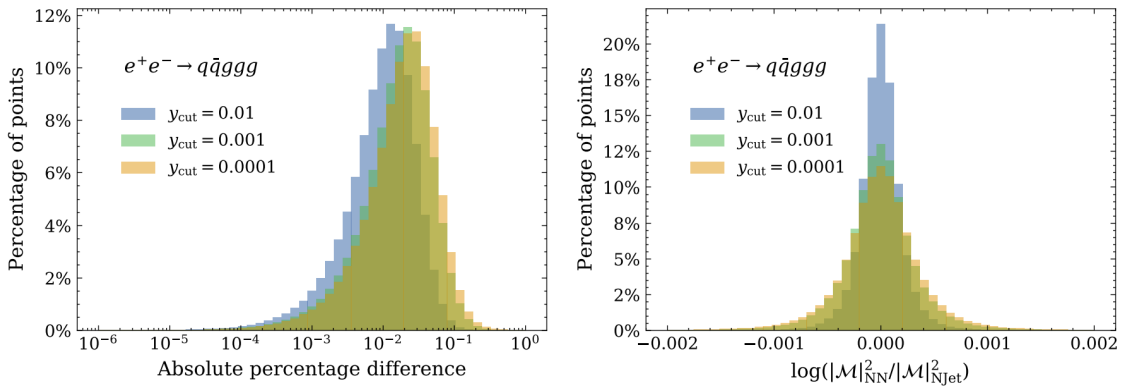 12%
10%
8%
6%
4%
2%
0%
Percentage of points
e⁺e⁻ → qq̄ggg
y_cut = 0.01
y_cut = 0.001
y_cut = 0.0001
10⁻⁶ 10⁻⁵ 10⁻⁴ 10⁻³ 10⁻² 10⁻¹ 10⁰
Absolute percentage difference
20%
18%
15%
12%
10%
8%
5%
2%
0%
Percentage of points
e⁺e⁻ → qq̄ggg
y_cut = 0.01
y_cut = 0.001
y_cut = 0.0001
−0.002 −0.001 0.000 0.001 0.002
log(|ℳ|²_NN/|ℳ|²_NJet)